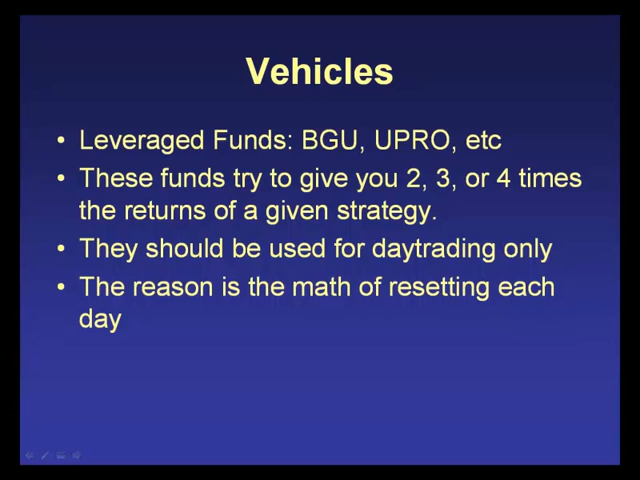 Vehicles
• Leveraged Funds: BGU, UPRO, etc
• These funds try to give you 2, 3, or 4 times
the returns of a given strategy.
• They should be used for daytrading only
• The reason is the math of resetting each
day